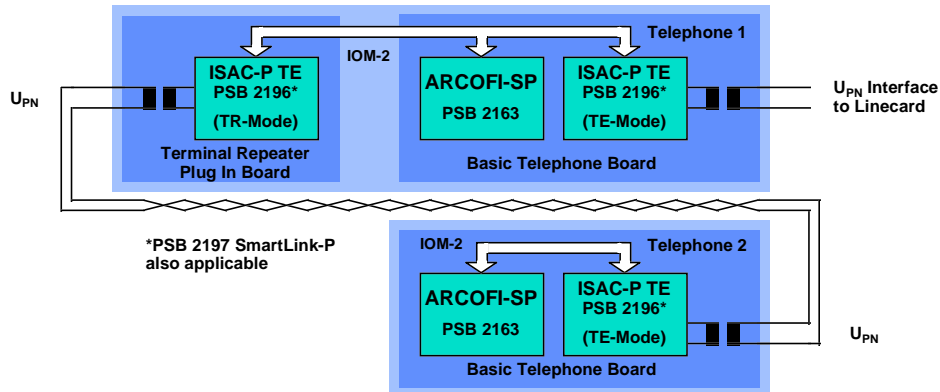 Telephone 1
IOM-2
ISAC-P TE
PSB 2196*
(TR-Mode)
Terminal Repeater
Plug In Board
ARCOFI-SP
PSB 2163
ISAC-P TE
PSB 2196*
(TE-Mode)
Basic Telephone Board
UPN
UPN Interface
to Linecard
*PSB 2197 SmartLink-P
also applicable
IOM-2
Telephone 2
ARCOFI-SP
PSB 2163
ISAC-P TE
PSB 2196*
(TE-Mode)
Basic Telephone Board
UPN